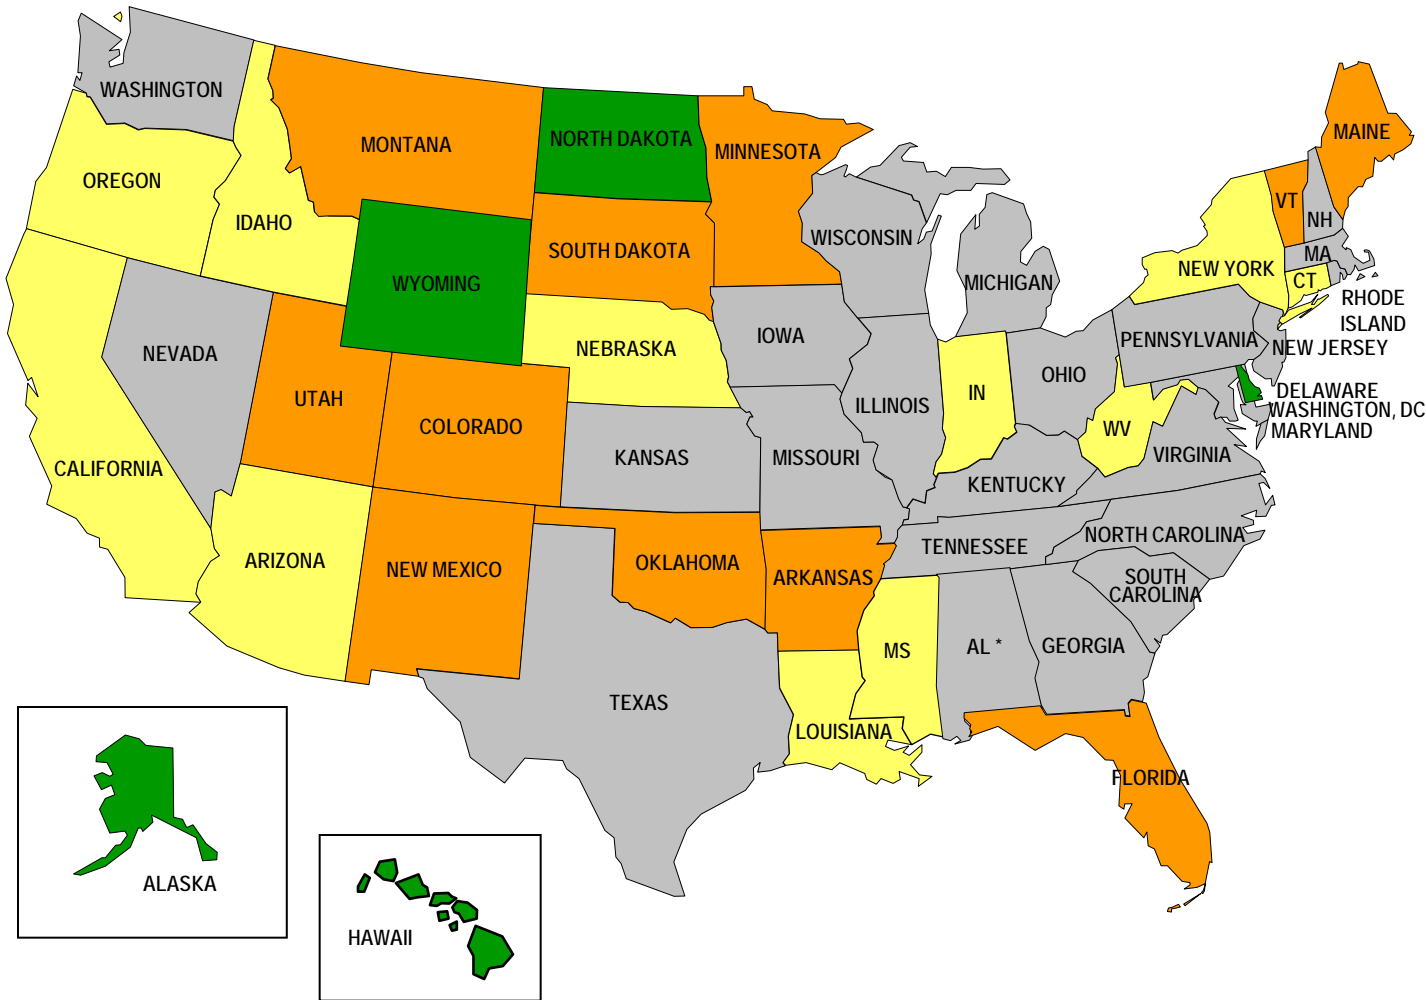 WASHINGTON
MONTANA
NORTH DAKOTA
MINNESOTA
MAINE
OREGON
IDAHO
VT
NH
WISCONSIN
SOUTH DAKOTA
MA
NEW YORK
CT
MICHIGAN
WYOMING
RHODE
ISLAND
IOWA
PENNSYLVANIA
NEW JERSEY
NEVADA
NEBRASKA
OHIO
IN
DELAWARE
UTAH
ILLINOIS
WASHINGTON, DC
COLORADO
WV
MARYLAND
VIRGINIA
KANSAS
MISSOURI
CALIFORNIA
KENTUCKY
NORTH CAROLINA
TENNESSEE
ARIZONA
OKLAHOMA
NEW MEXICO
ARKANSAS
SOUTH
CAROLINA
AL *
GEORGIA
MS
TEXAS
LOUISIANA
FLORIDA
ALASKA
HAWAII